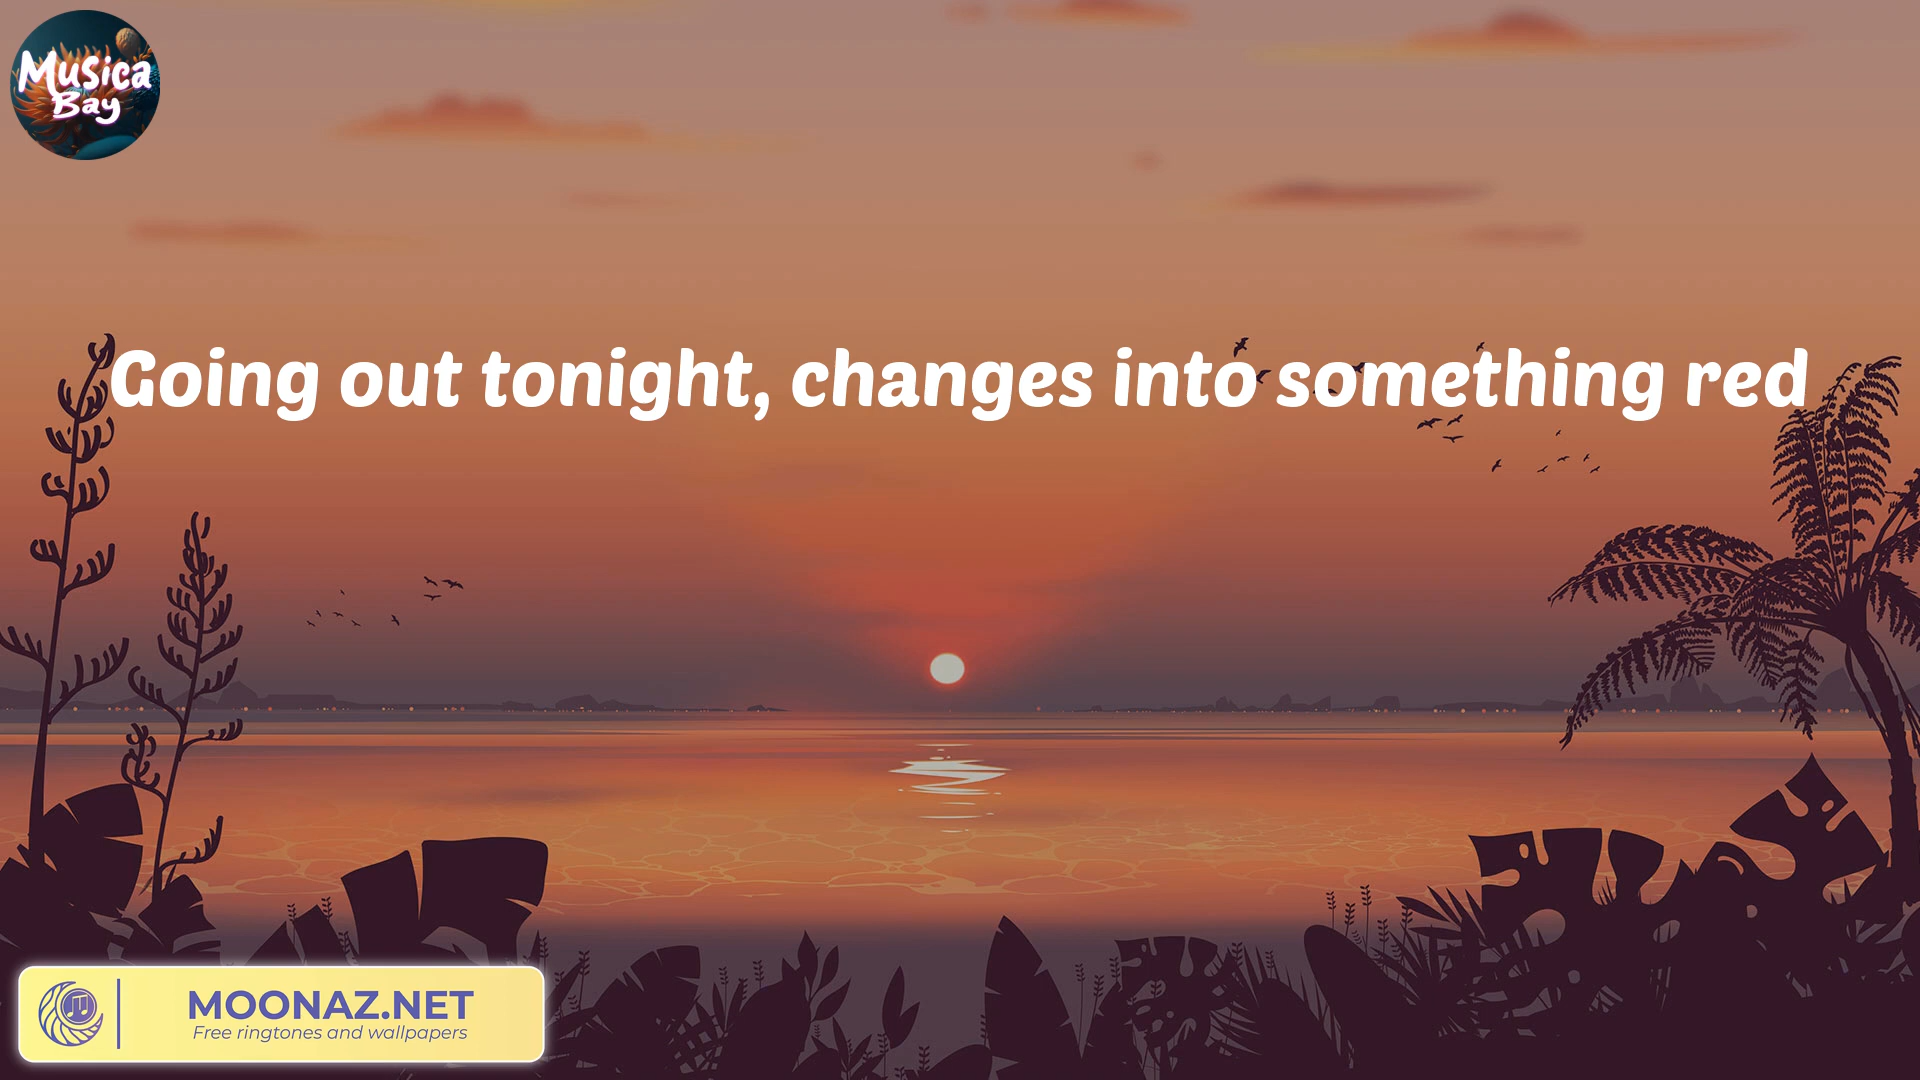 Musica
Bay
Going out tonight, changes into something red
MOONAZ.NET
Free ringtones and wallpapers